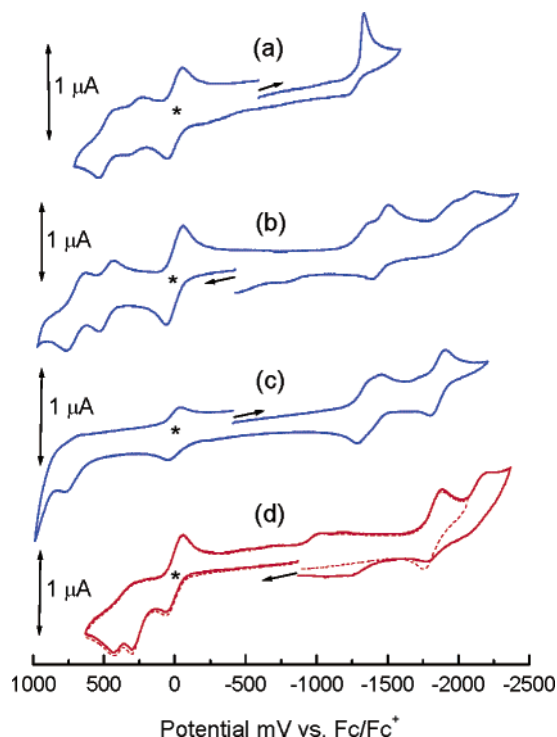 (a)
1 μA
*
(b)
1 μA
*
(c)
1 μA
*
(d)
1 μA
*
1000 500 0 -500 -1000 -1500 -2000 -2500
Potential mV vs. Fc/Fc⁺